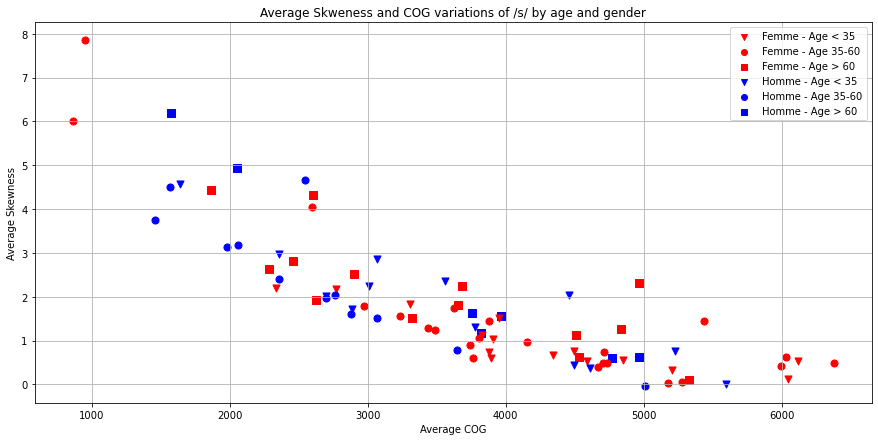 Average Skweness and COG variations of /s/ by age and gender
Femme - Age < 35
Femme - Age 35-60
Femme - Age > 60
Homme - Age < 35
Homme - Age 35-60
Homme - Age > 60
Average Skewness
8
7
6
5
4
3
2
1
0
1000 2000 3000 4000 5000 6000
Average COG